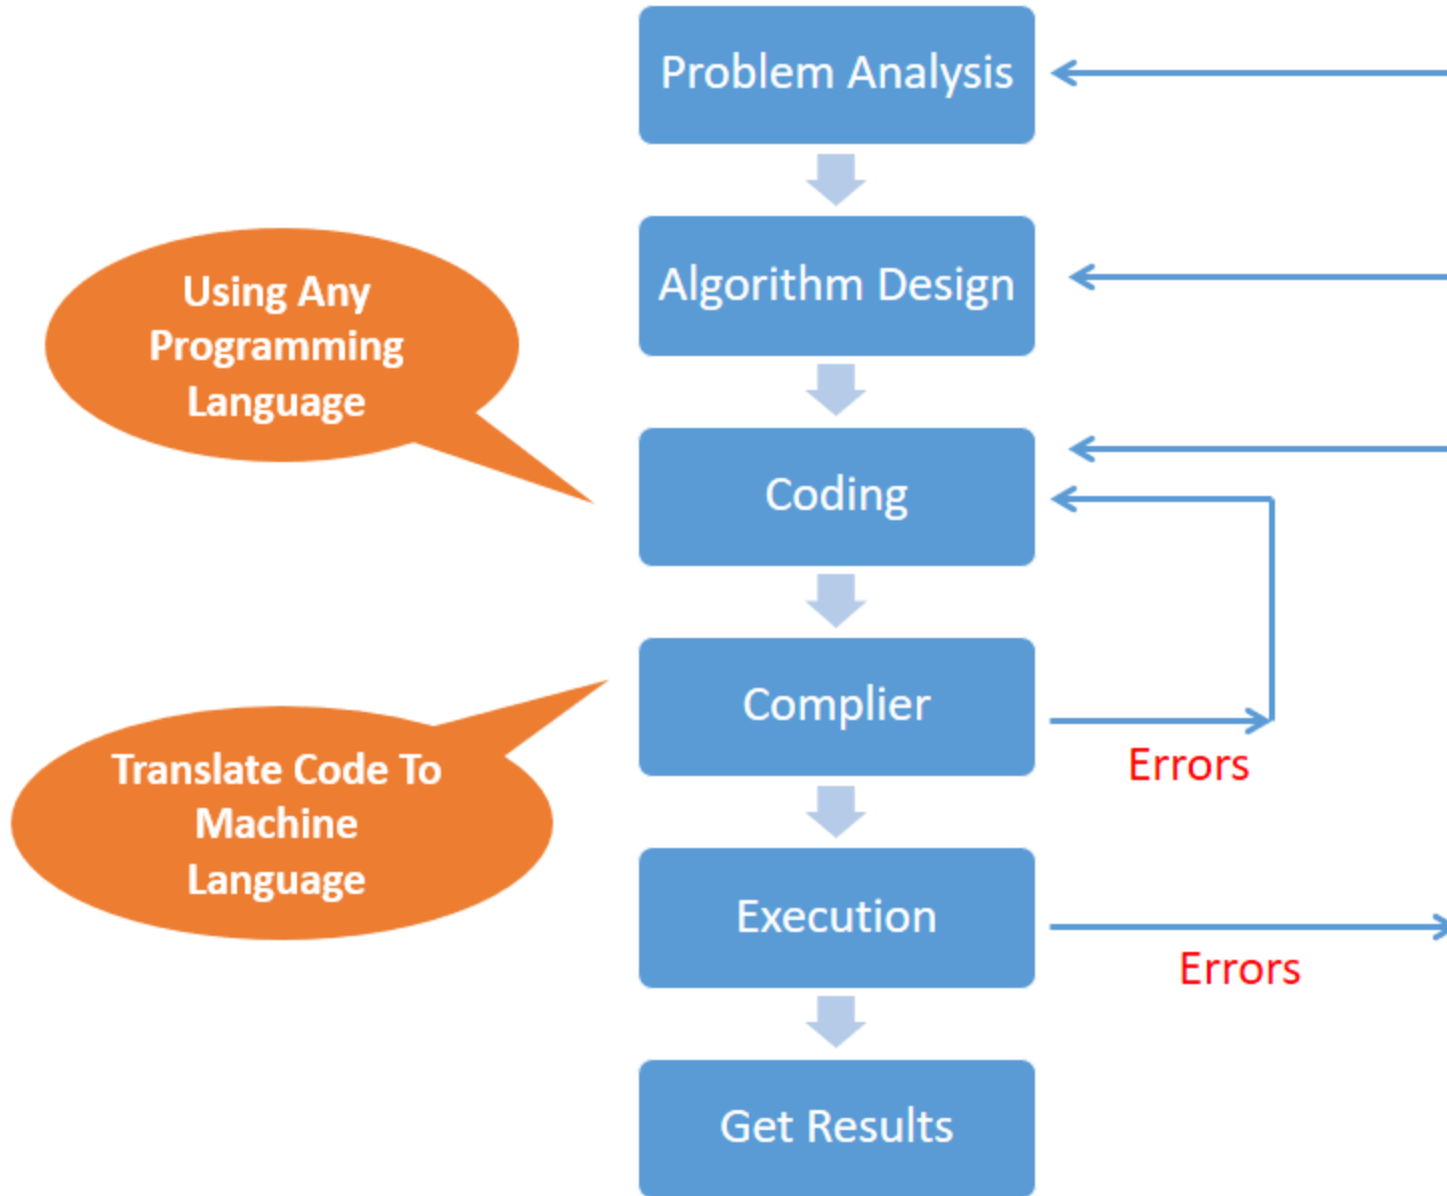 Problem Analysis
Algorithm Design
Using Any
Programming
Language
Coding
Complier
Errors
Translate Code To
Machine
Language
Execution
Errors
Get Results